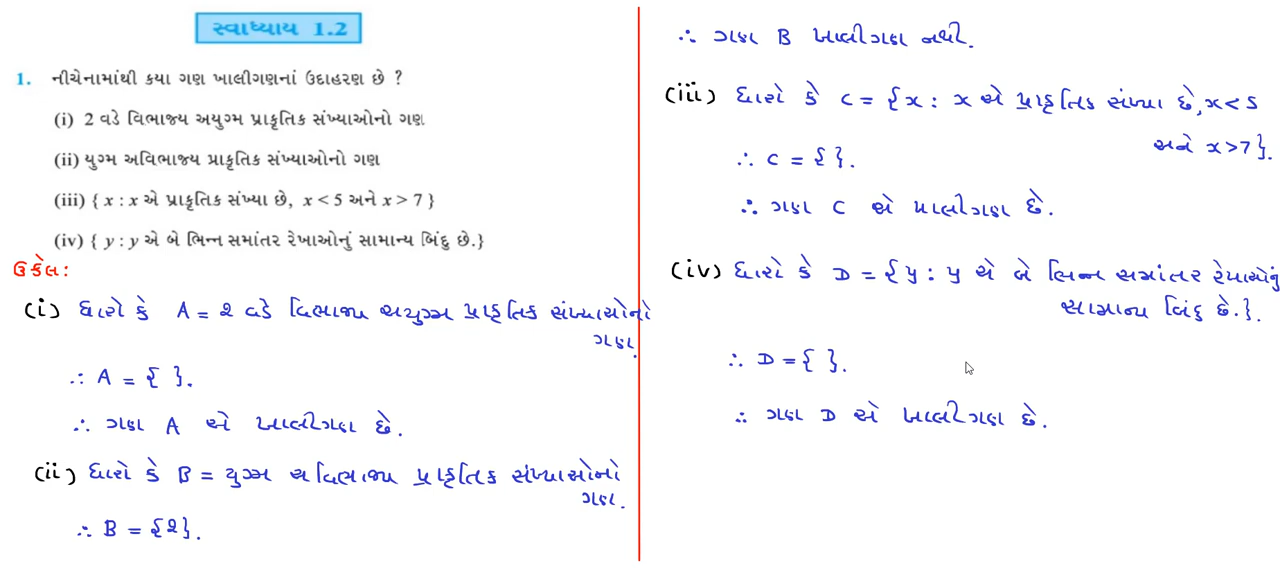 સ્વાધ્યાય 1.2
1. નીચેનામાંથી કયા ગણ ખાલીગણનાં ઉદાહરણ છે ?
(i) 2 વડે વિભાજ્ય અયુગ્મ પ્રાકૃતિક સંખ્યાઓનો ગણ
(ii) યુગ્મ અવિભાજ્ય પ્રાકૃતિક સંખ્યાઓનો ગણ
(iii) { x : x એ પ્રાકૃતિક સંખ્યા છે, x < 5 અને x > 7 }
(iv) { y : y એ બે ભિન્ન સમાંતર રેખાઓનું સામાન્ય બિંદુ છે.}
ઉકેલ :
(i) ધારો કે A = ૨ વડે વિભાજ્ય અયુગ્મ પ્રાકૃતિક સંખ્યાઓનો
ગણ.
∴ A = { }.
∴ ગણ A એ ખાલીગણ છે.
(ii) ધારો કે B = યુગ્મ અવિભાજ્ય પ્રાકૃતિક સંખ્યાઓનો
ગણ.
∴ B = {૨}.
∴ ગણ B ખાલીગણ નથી.
(iii) ધારો કે C = {x : x એ પ્રાકૃતિક સંખ્યા છે, x < 5
અને x > 7}.
∴ C = { }.
∴ ગણ C એ ખાલીગણ છે.
(iv) ધારો કે D = {y : y એ બે ભિન્ન સમાંતર રેખાઓનું
સામાન્ય બિંદુ છે.}.
∴ D = { }.
∴ ગણ D એ ખાલીગણ છે.